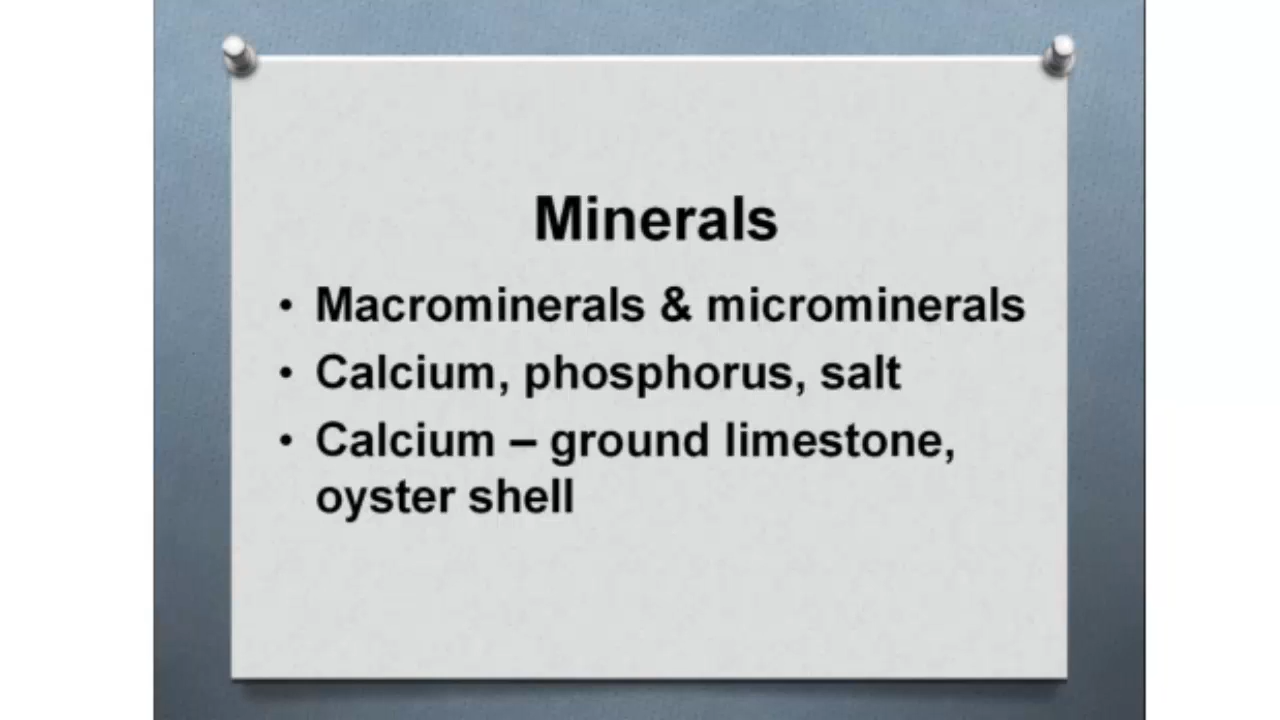 Minerals
• Macrominerals & microminerals
• Calcium, phosphorus, salt
• Calcium – ground limestone,
oyster shell